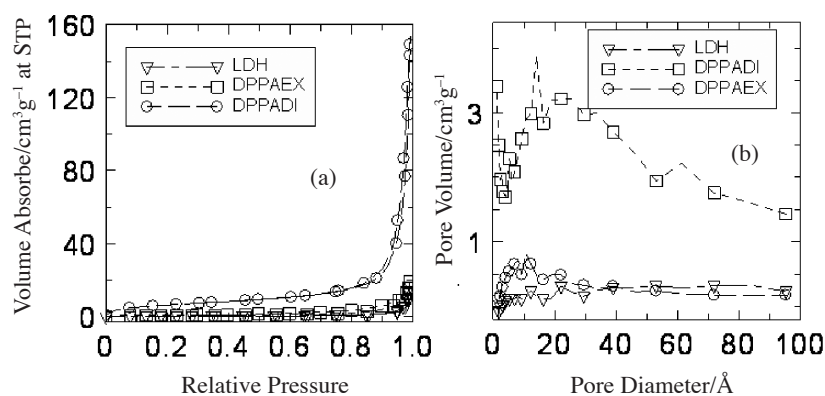 Volume Absorbe/cm³g⁻¹ at STP
160
120
80
40
0
LDH
DPPAEX
DPPADI
(a)
0 0.2 0.4 0.6 0.8 1.0
Relative Pressure
Pore Volume/cm³g⁻¹
3
1
LDH
DPPADI
DPPAEX
(b)
0 20 40 60 80 100
Pore Diameter/Å